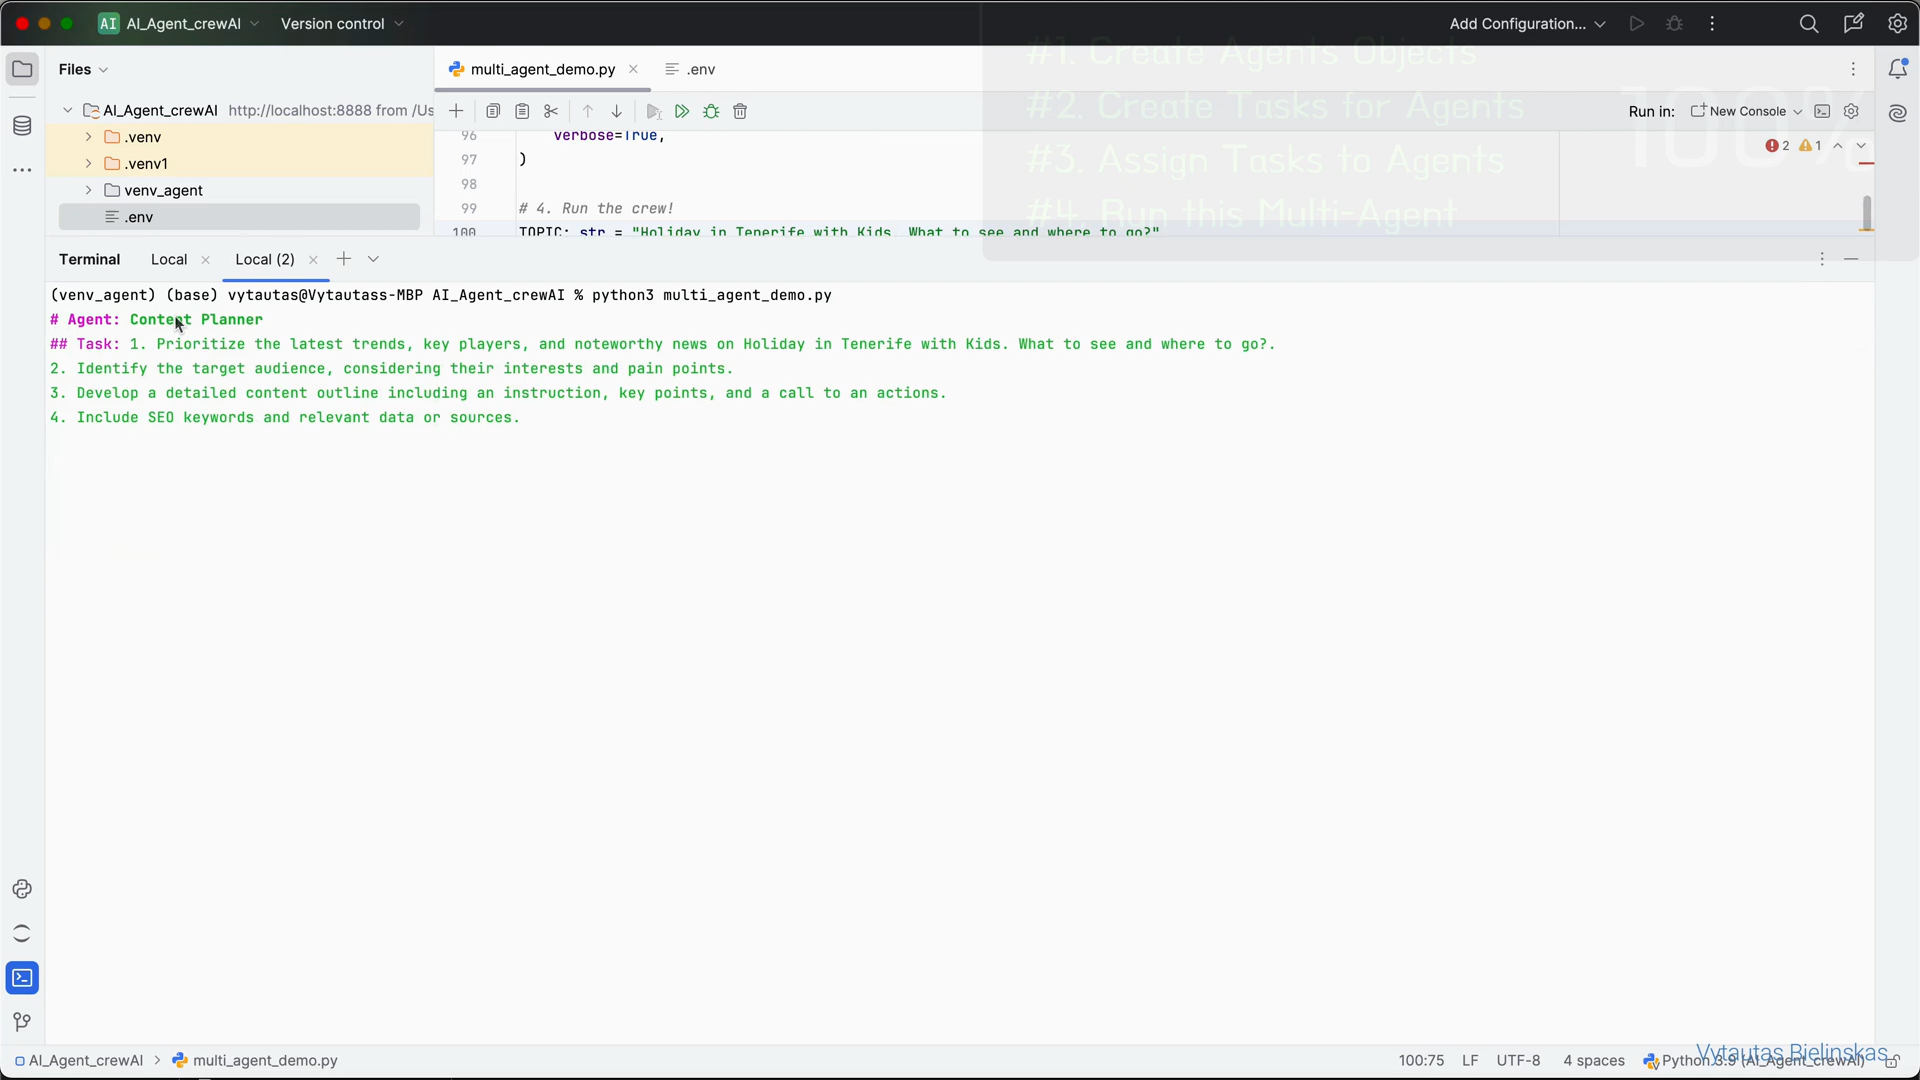 AI AI_Agent_crewAI Version control Add Configuration...
Files
multi_agent_demo.py .env
#1. Create Agents Objects
AI_Agent_crewAI http://localhost:8888 from /Us
Run in: New Console
#2. Create Tasks for Agents
100%
.venv
96 verbose=True,
2 1
.venv1
97 )
#3. Assign Tasks to Agents
venv_agent
98
.env
99 # 4. Run the crew!
#4. Run this Multi-Agent
100 TOPIC: str = "Holiday in Tenerife with Kids. What to see and where to go?"
Terminal Local Local (2)
(venv_agent) (base) vytautas@Vytautass-MBP AI_Agent_crewAI % python3 multi_agent_demo.py
# Agent: Content Planner
## Task: 1. Prioritize the latest trends, key players, and noteworthy news on Holiday in Tenerife with Kids. What to see and where to go?.
2. Identify the target audience, considering their interests and pain points.
3. Develop a detailed content outline including an instruction, key points, and a call to an actions.
4. Include SEO keywords and relevant data or sources.
AI_Agent_crewAI > multi_agent_demo.py
100:75 LF UTF-8 4 spaces Python 3.9 (AI_Agent_crewAI)
Vytautas Bielinskas